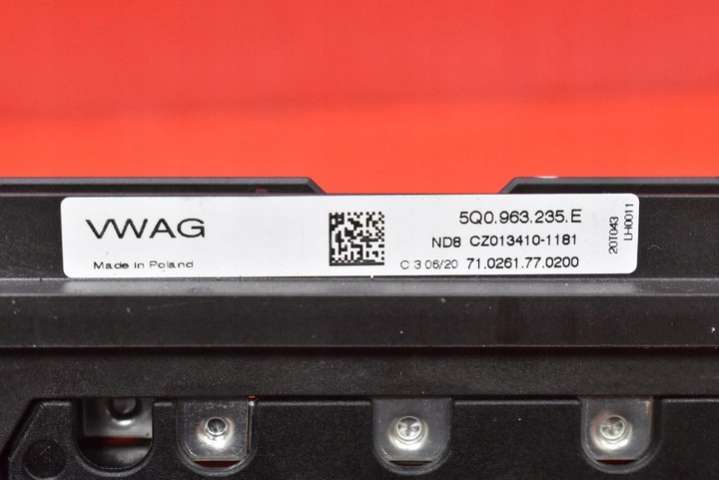 VWAG
Made in Poland
5Q0.963.235.E
ND8 CZ013410-1181
C 3 06/20 71.0261.77.0200
20T043
LH0011